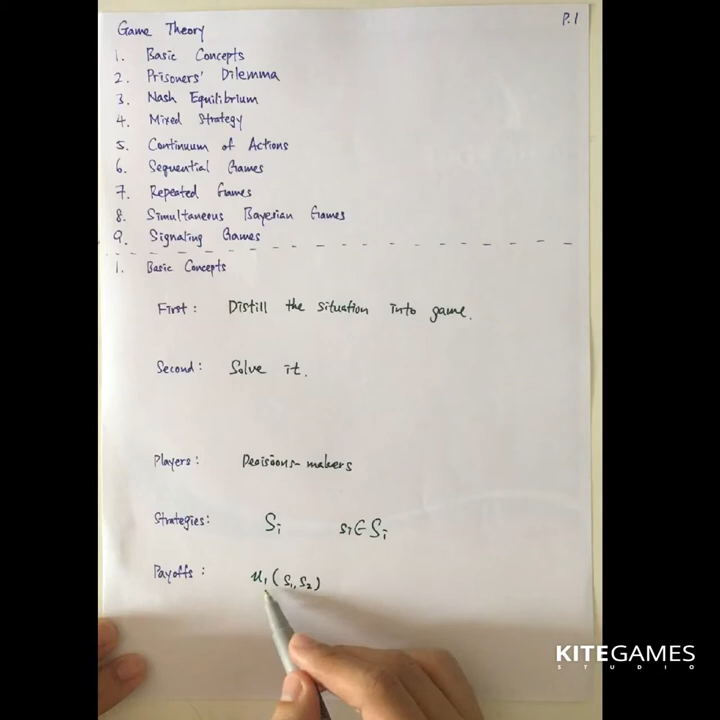 P.1
Game Theory
1. Basic Concepts
2. Prisoners' Dilemma
3. Nash Equilibrium
4. Mixed Strategy
5. Continuum of Actions
6. Sequential Games
7. Repeated Games
8. Simultaneous Bayesian Games
9. Signaling Games
1. Basic Concepts
First: Distill the situation into game.
Second: Solve it.
Players: Decisions-makers
Strategies: Si si∈Si
Payoffs: u1(s1,s2)
KITEGAMES
STUDIO